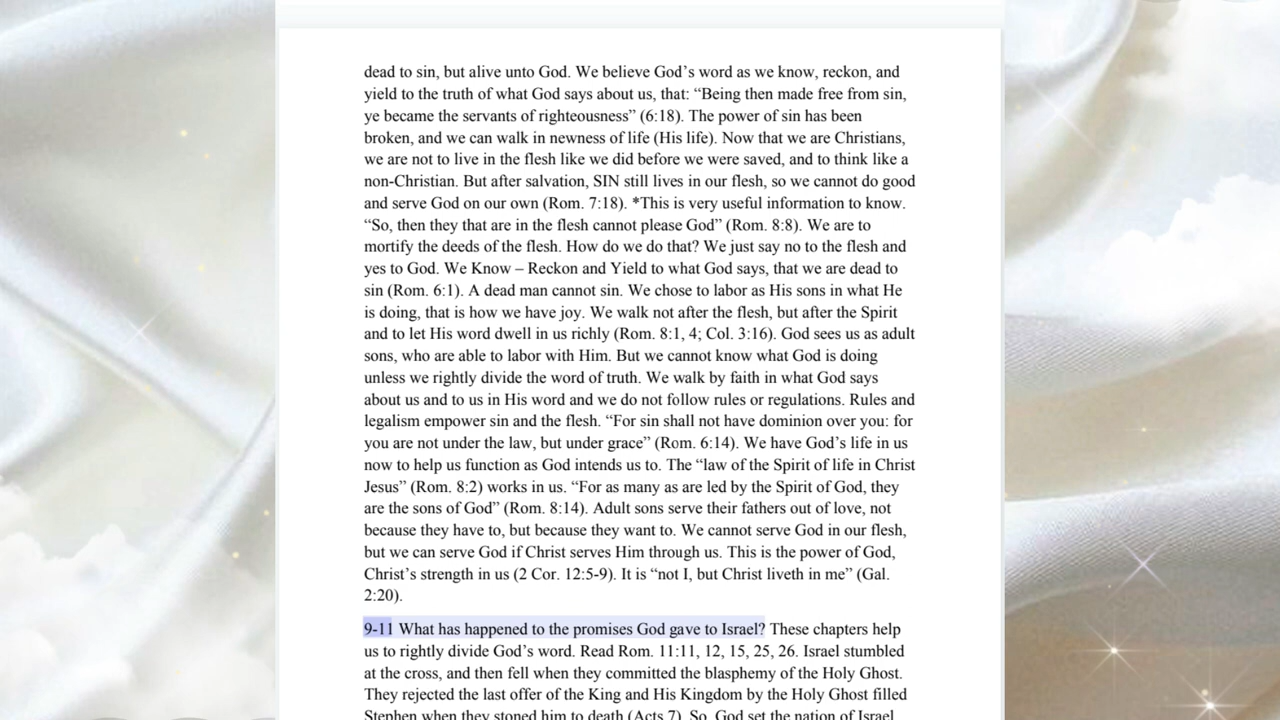 dead to sin, but alive unto God. We believe God’s word as we know, reckon, and
yield to the truth of what God says about us, that: “Being then made free from sin,
ye became the servants of righteousness” (6:18). The power of sin has been
broken, and we can walk in newness of life (His life). Now that we are Christians,
we are not to live in the flesh like we did before we were saved, and to think like a
non-Christian. But after salvation, SIN still lives in our flesh, so we cannot do good
and serve God on our own (Rom. 7:18). *This is very useful information to know.
“So, then they that are in the flesh cannot please God” (Rom. 8:8). We are to
mortify the deeds of the flesh. How do we do that? We just say no to the flesh and
yes to God. We Know – Reckon and Yield to what God says, that we are dead to
sin (Rom. 6:1). A dead man cannot sin. We chose to labor as His sons in what He
is doing, that is how we have joy. We walk not after the flesh, but after the Spirit
and to let His word dwell in us richly (Rom. 8:1, 4; Col. 3:16). God sees us as adult
sons, who are able to labor with Him. But we cannot know what God is doing
unless we rightly divide the word of truth. We walk by faith in what God says
about us and to us in His word and we do not follow rules or regulations. Rules and
legalism empower sin and the flesh. “For sin shall not have dominion over you: for
you are not under the law, but under grace” (Rom. 6:14). We have God’s life in us
now to help us function as God intends us to. The “law of the Spirit of life in Christ
Jesus” (Rom. 8:2) works in us. “For as many as are led by the Spirit of God, they
are the sons of God” (Rom. 8:14). Adult sons serve their fathers out of love, not
because they have to, but because they want to. We cannot serve God in our flesh,
but we can serve God if Christ serves Him through us. This is the power of God,
Christ’s strength in us (2 Cor. 12:5-9). It is “not I, but Christ liveth in me” (Gal.
2:20).
9-11 What has happened to the promises God gave to Israel? These chapters help
us to rightly divide God’s word. Read Rom. 11:11, 12, 15, 25, 26. Israel stumbled
at the cross, and then fell when they committed the blasphemy of the Holy Ghost.
They rejected the last offer of the King and His Kingdom by the Holy Ghost filled
Stephen when they stoned him to death (Acts 7). So, God set the nation of Israel